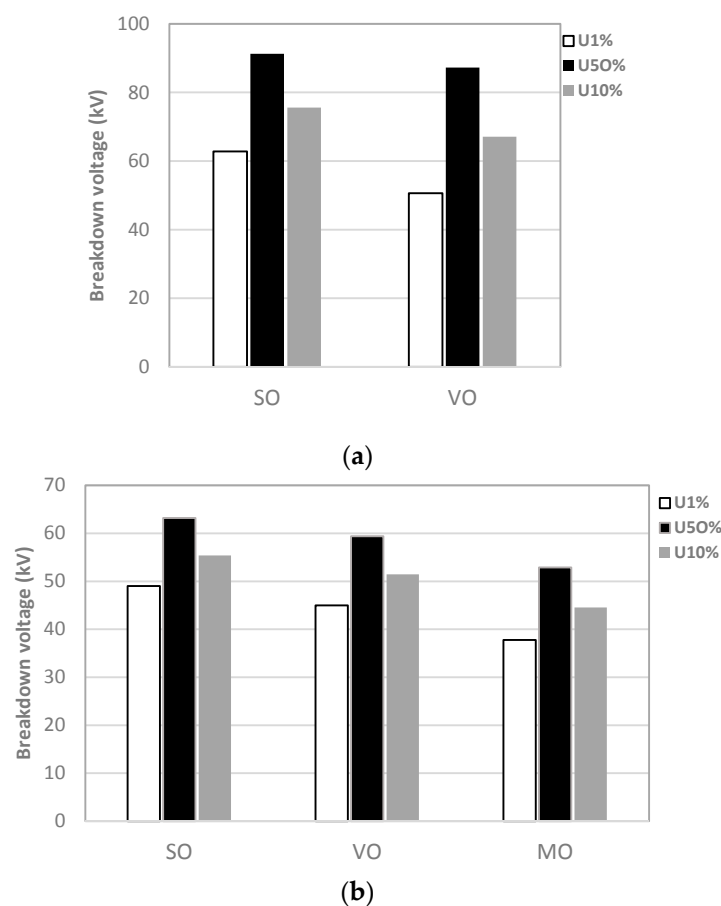 100
80
60
40
20
0
Breakdown voltage (kV)
U1%
U5O%
U10%
SO VO
(a)
70
60
50
40
30
20
10
0
Breakdown voltage (kV)
U1%
U5O%
U10%
SO VO MO
(b)